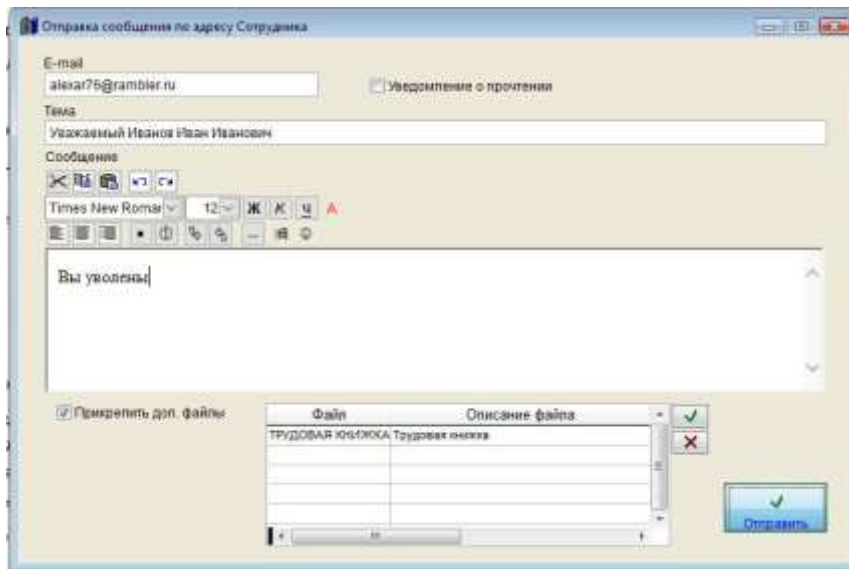 Отправка сообщения по адресу Сотрудника
E-mail
alexar76@rambler.ru
Уведомление о прочтении
Тема
Уважаемый Иванов Иван Иванович
Сообщение
Times New Roman 12 Ж К Ч А
Вы уволены
Прикрепить доп. файлы
Файл Описание файла
ТРУДОВАЯ КНИЖКА Трудовая книжка
Отправить